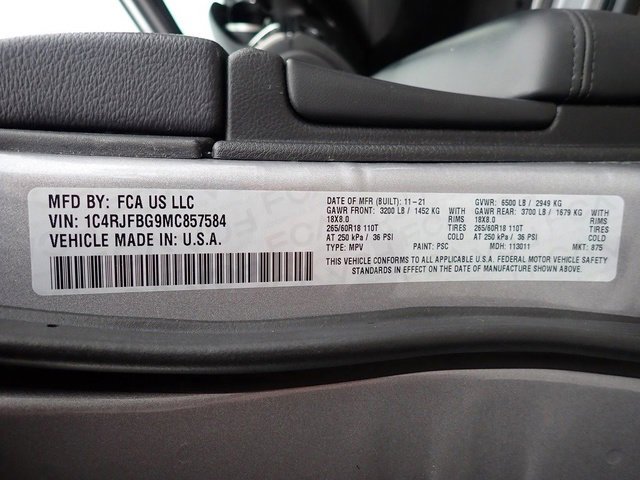 MFD BY: FCA US LLC
VIN: 1C4RJFBG9MC857584
VEHICLE MADE IN: U.S.A.
DATE OF MFR (BUILT): 11-21 GVWR: 6500 LB / 2949 KG
GAWR FRONT: 3200 LB / 1452 KG GAWR REAR: 3700 LB / 1679 KG
18X8.0 RIMS 18X8.0 RIMS
265/60R18 110T TIRES 265/60R18 110T TIRES
AT 250 kPa / 36 PSI COLD AT 250 kPa / 36 PSI COLD
TYPE: MPV PAINT: PSC MDH: 113011 MKT: 875
THIS VEHICLE CONFORMS TO ALL APPLICABLE U.S.A. FEDERAL MOTOR VEHICLE SAFETY
STANDARDS IN EFFECT ON THE DATE OF MANUFACTURE SHOWN ABOVE.